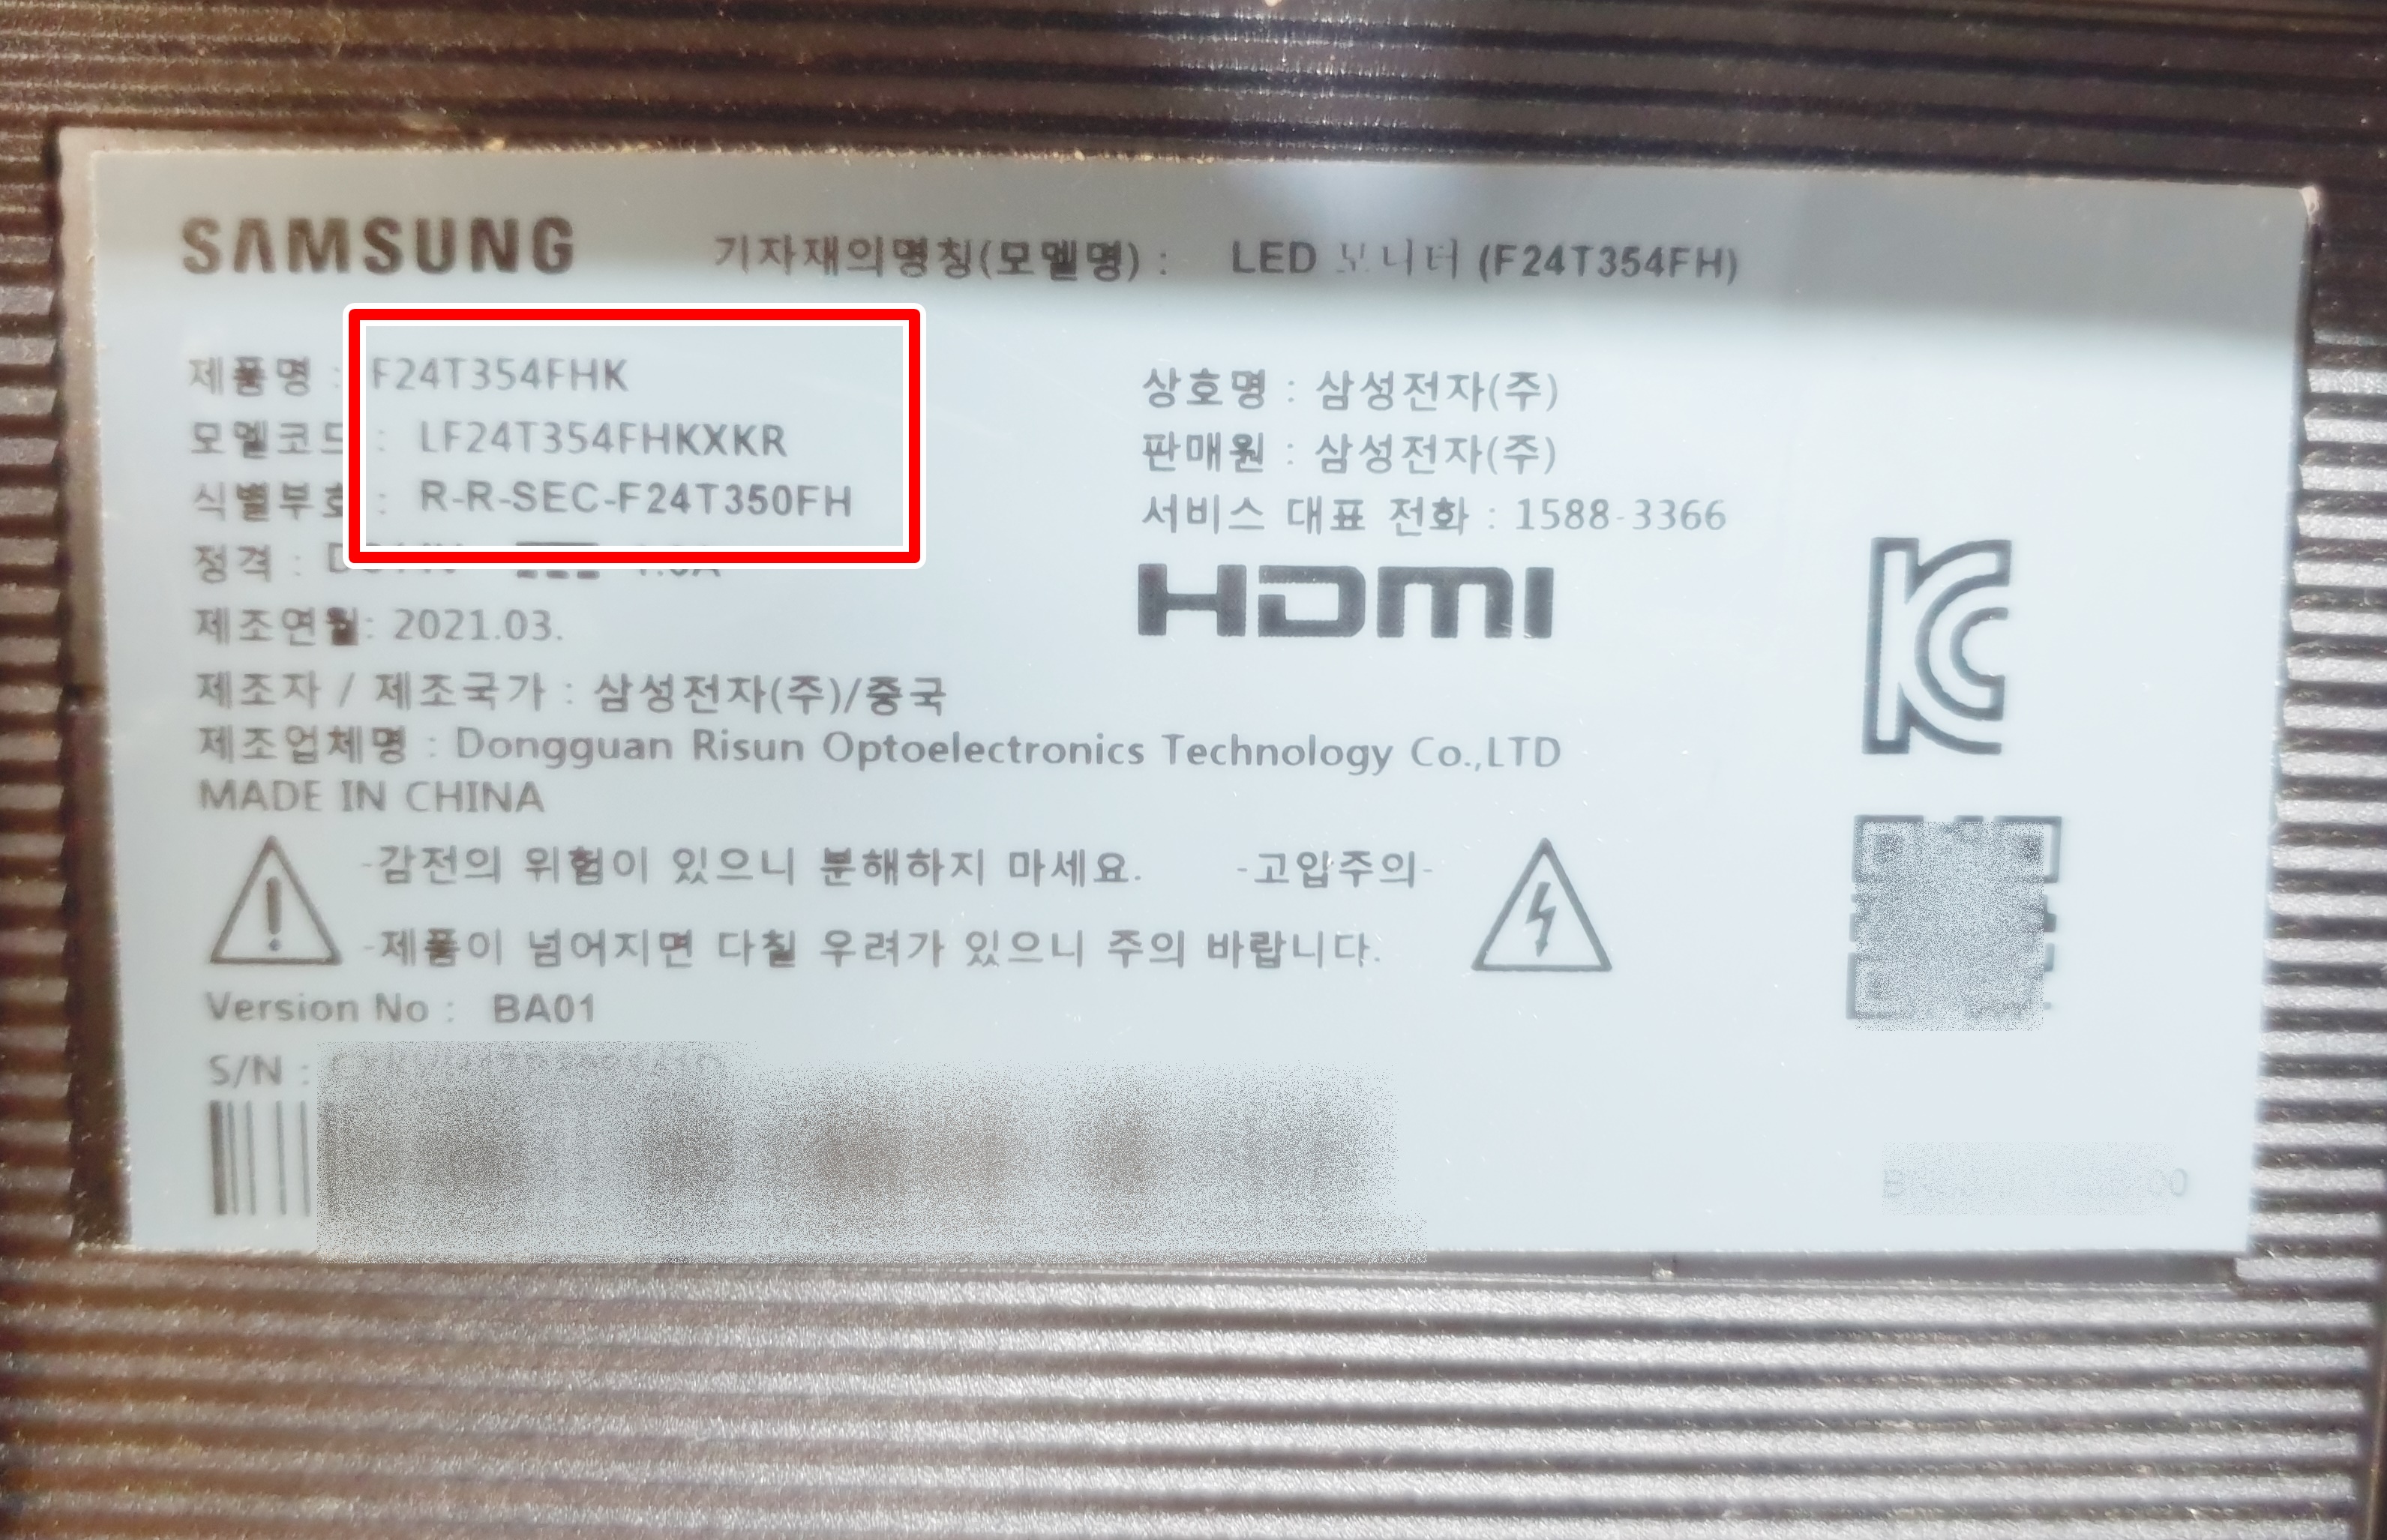 SAMSUNG 기자재의명칭(모델명) : LED 모니터 (F24T354FH)
제품명 : F24T354FHK
모델코드 : LF24T354FHKXKR
식별부호 : R-R-SEC-F24T350FH
정격 :
제조연월: 2021.03.
제조자 / 제조국가 : 삼성전자(주)/중국
제조업체명 : Dongguan Risun Optoelectronics Technology Co.,LTD
MADE IN CHINA
상호명 : 삼성전자(주)
판매원 : 삼성전자(주)
서비스 대표 전화 : 1588-3366
HDMI
KC
-감전의 위험이 있으니 분해하지 마세요. -고압주의-
-제품이 넘어지면 다칠 우려가 있으니 주의 바랍니다.
Version No : BA01
S/N :